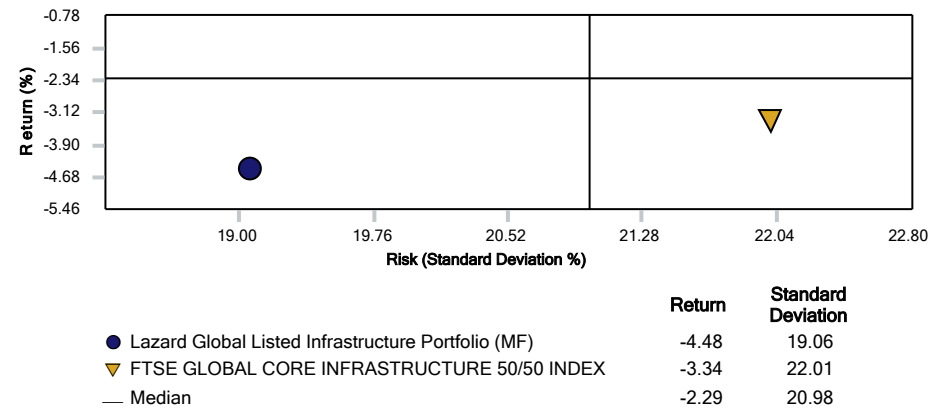 -0.78
-1.56
-2.34
-3.12
-3.90
-4.68
-5.46
Return (%)
19.00 19.76 20.52 21.28 22.04 22.80
Risk (Standard Deviation %)
Return Standard Deviation
Lazard Global Listed Infrastructure Portfolio (MF) -4.48 19.06
FTSE GLOBAL CORE INFRASTRUCTURE 50/50 INDEX -3.34 22.01
Median -2.29 20.98